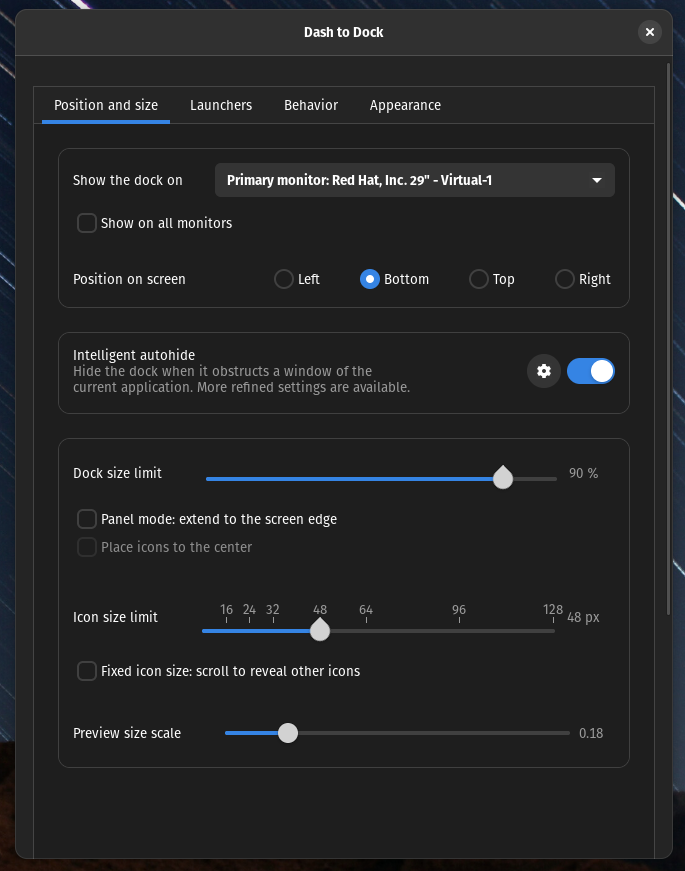 Dash to Dock
Position and size Launchers Behavior Appearance
Show the dock on Primary monitor: Red Hat, Inc. 29" - Virtual-1
Show on all monitors
Position on screen Left Bottom Top Right
Intelligent autohide
Hide the dock when it obstructs a window of the
current application. More refined settings are available.
Dock size limit 90 %
Panel mode: extend to the screen edge
Place icons to the center
16 24 32 48 64 96 128
Icon size limit 48 px
Fixed icon size: scroll to reveal other icons
Preview size scale 0.18